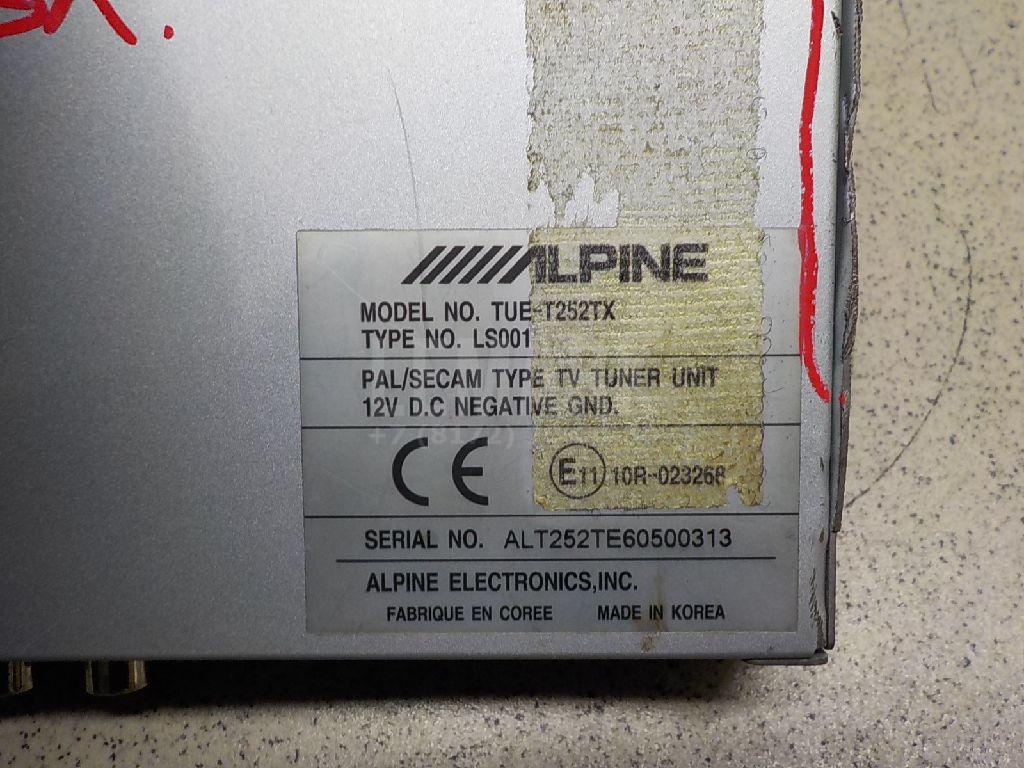 ALPINE
MODEL NO. TUE-T252TX
TYPE NO. LS001
PAL/SECAM TYPE TV TUNER UNIT
12V D.C NEGATIVE GND.
CE E11 10R-023268
SERIAL NO. ALT252TE60500313
ALPINE ELECTRONICS,INC.
FABRIQUE EN COREE MADE IN KOREA